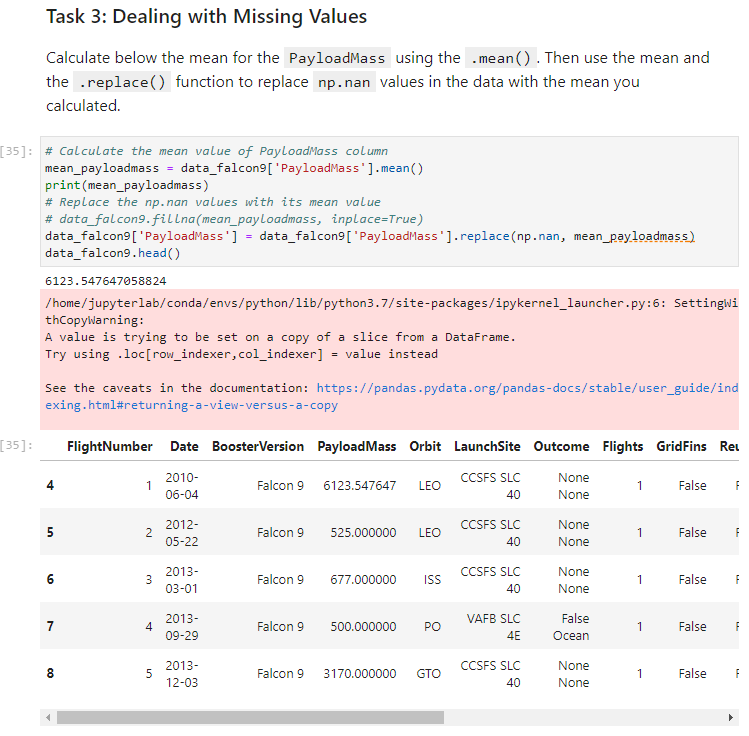 Task 3: Dealing with Missing Values
Calculate below the mean for the PayloadMass using the .mean(). Then use the mean and
the .replace() function to replace np.nan values in the data with the mean you
calculated.
[35]: # Calculate the mean value of PayloadMass column
mean_payloadmass = data_falcon9['PayloadMass'].mean()
print(mean_payloadmass)
# Replace the np.nan values with its mean value
# data_falcon9.fillna(mean_payloadmass, inplace=True)
data_falcon9['PayloadMass'] = data_falcon9['PayloadMass'].replace(np.nan, mean_payloadmass)
data_falcon9.head()
6123.547647058824
/home/jupyterlab/conda/envs/python/lib/python3.7/site-packages/ipykernel_launcher.py:6: SettingWi
thCopyWarning:
A value is trying to be set on a copy of a slice from a DataFrame.
Try using .loc[row_indexer,col_indexer] = value instead
See the caveats in the documentation: https://pandas.pydata.org/pandas-docs/stable/user_guide/ind
exing.html#returning-a-view-versus-a-copy
[35]: FlightNumber Date BoosterVersion PayloadMass Orbit LaunchSite Outcome Flights GridFins Reu
4 1 2010-
06-04 Falcon 9 6123.547647 LEO CCSFS SLC
40 None
None 1 False F
5 2 2012-
05-22 Falcon 9 525.000000 LEO CCSFS SLC
40 None
None 1 False F
6 3 2013-
03-01 Falcon 9 677.000000 ISS CCSFS SLC
40 None
None 1 False F
7 4 2013-
09-29 Falcon 9 500.000000 PO VAFB SLC
4E False
Ocean 1 False F
8 5 2013-
12-03 Falcon 9 3170.000000 GTO CCSFS SLC
40 None
None 1 False F